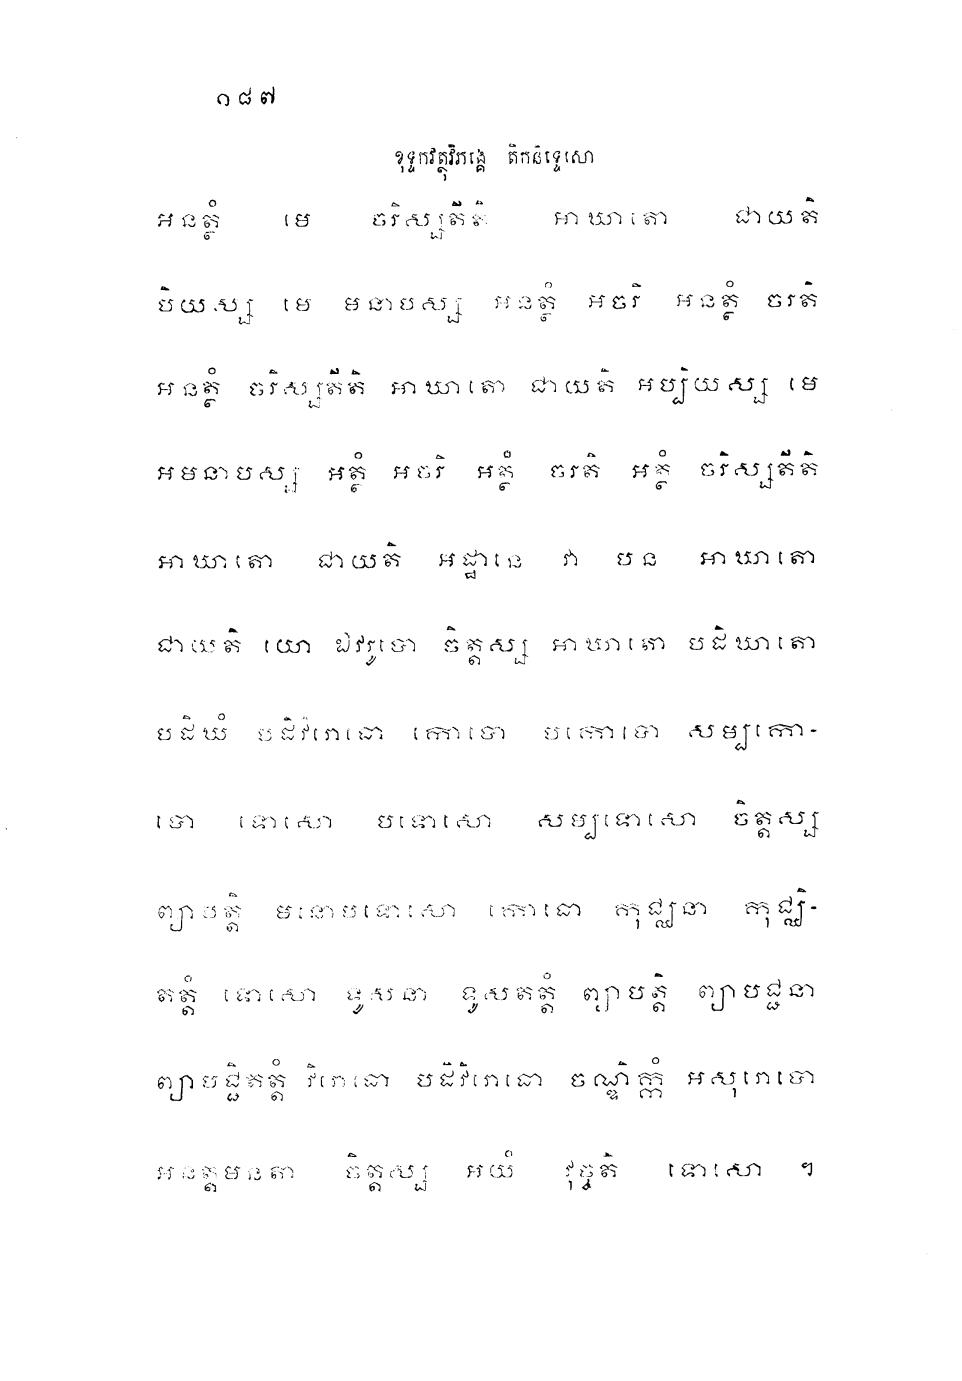 ១៨៧
ខុទ្ទកវត្ថុវិភង្គេ តិកនិទ្ទេសោ
អនត្ថំ មេ ចរិស្សតីតិ អាឃាតោ ជាយតិ
បិយស្ស មេ មនាបស្ស អនត្ថំ អចរិ អនត្ថំ ចរតិ
អនត្ថំ ចរិស្សតីតិ អាឃាតោ ជាយតិ អប្បិយស្ស មេ
អមនាបស្ស អត្ថំ អចរិ អត្ថំ ចរតិ អត្ថំ ចរិស្សតីតិ
អាឃាតោ ជាយតិ អដ្ឋានេ វា បន អាឃាតោ
ជាយតិ យោ ឯវរូបោ ចិត្តស្ស អាឃាតោ បដិឃាតោ
បដិឃំ បដិវិរោធោ កោបោ បកោបោ សម្បកោ-
បោ ទោសោ បទោសោ សម្បទោសោ ចិត្តស្ស
ព្យាបត្តិ មនោបទោសោ កោធោ កុជ្ឈនា កុជ្ឈិ-
តត្តំ ទោសោ ទូសនា ទូសិតត្តំ ព្យាបត្តិ ព្យាបជ្ជនា
ព្យាបជ្ជិតត្តំ វិរោធោ បដិវិរោធោ ចណ្ឌិក្កំ អសុរោបោ
អនត្តមនតា ចិត្តស្ស អយំ វុច្ចតិ ទោសោ ។